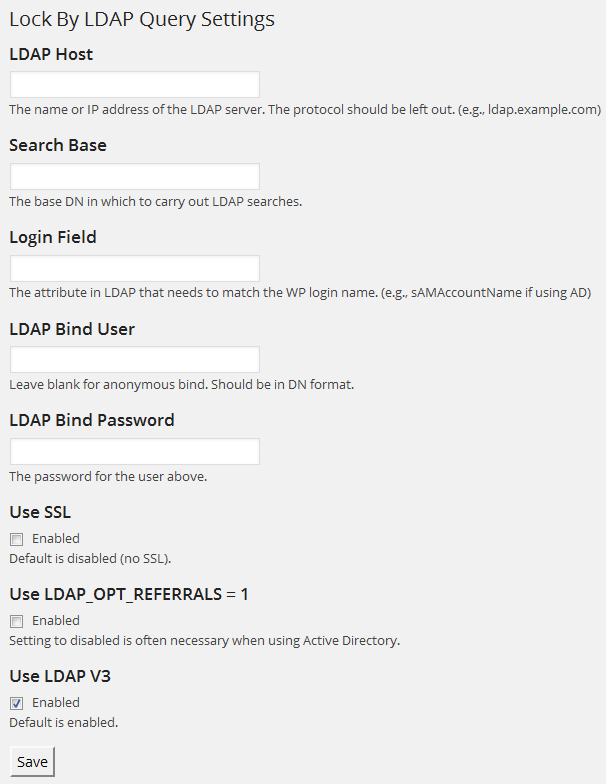 Lock By LDAP Query Settings
LDAP Host
The name or IP address of the LDAP server. The protocol should be left out. (e.g., ldap.example.com)
Search Base
The base DN in which to carry out LDAP searches.
Login Field
The attribute in LDAP that needs to match the WP login name. (e.g., sAMAccountName if using AD)
LDAP Bind User
Leave blank for anonymous bind. Should be in DN format.
LDAP Bind Password
The password for the user above.
Use SSL
Enabled
Default is disabled (no SSL).
Use LDAP_OPT_REFERRALS = 1
Enabled
Setting to disabled is often necessary when using Active Directory.
Use LDAP V3
Enabled
Default is enabled.
Save